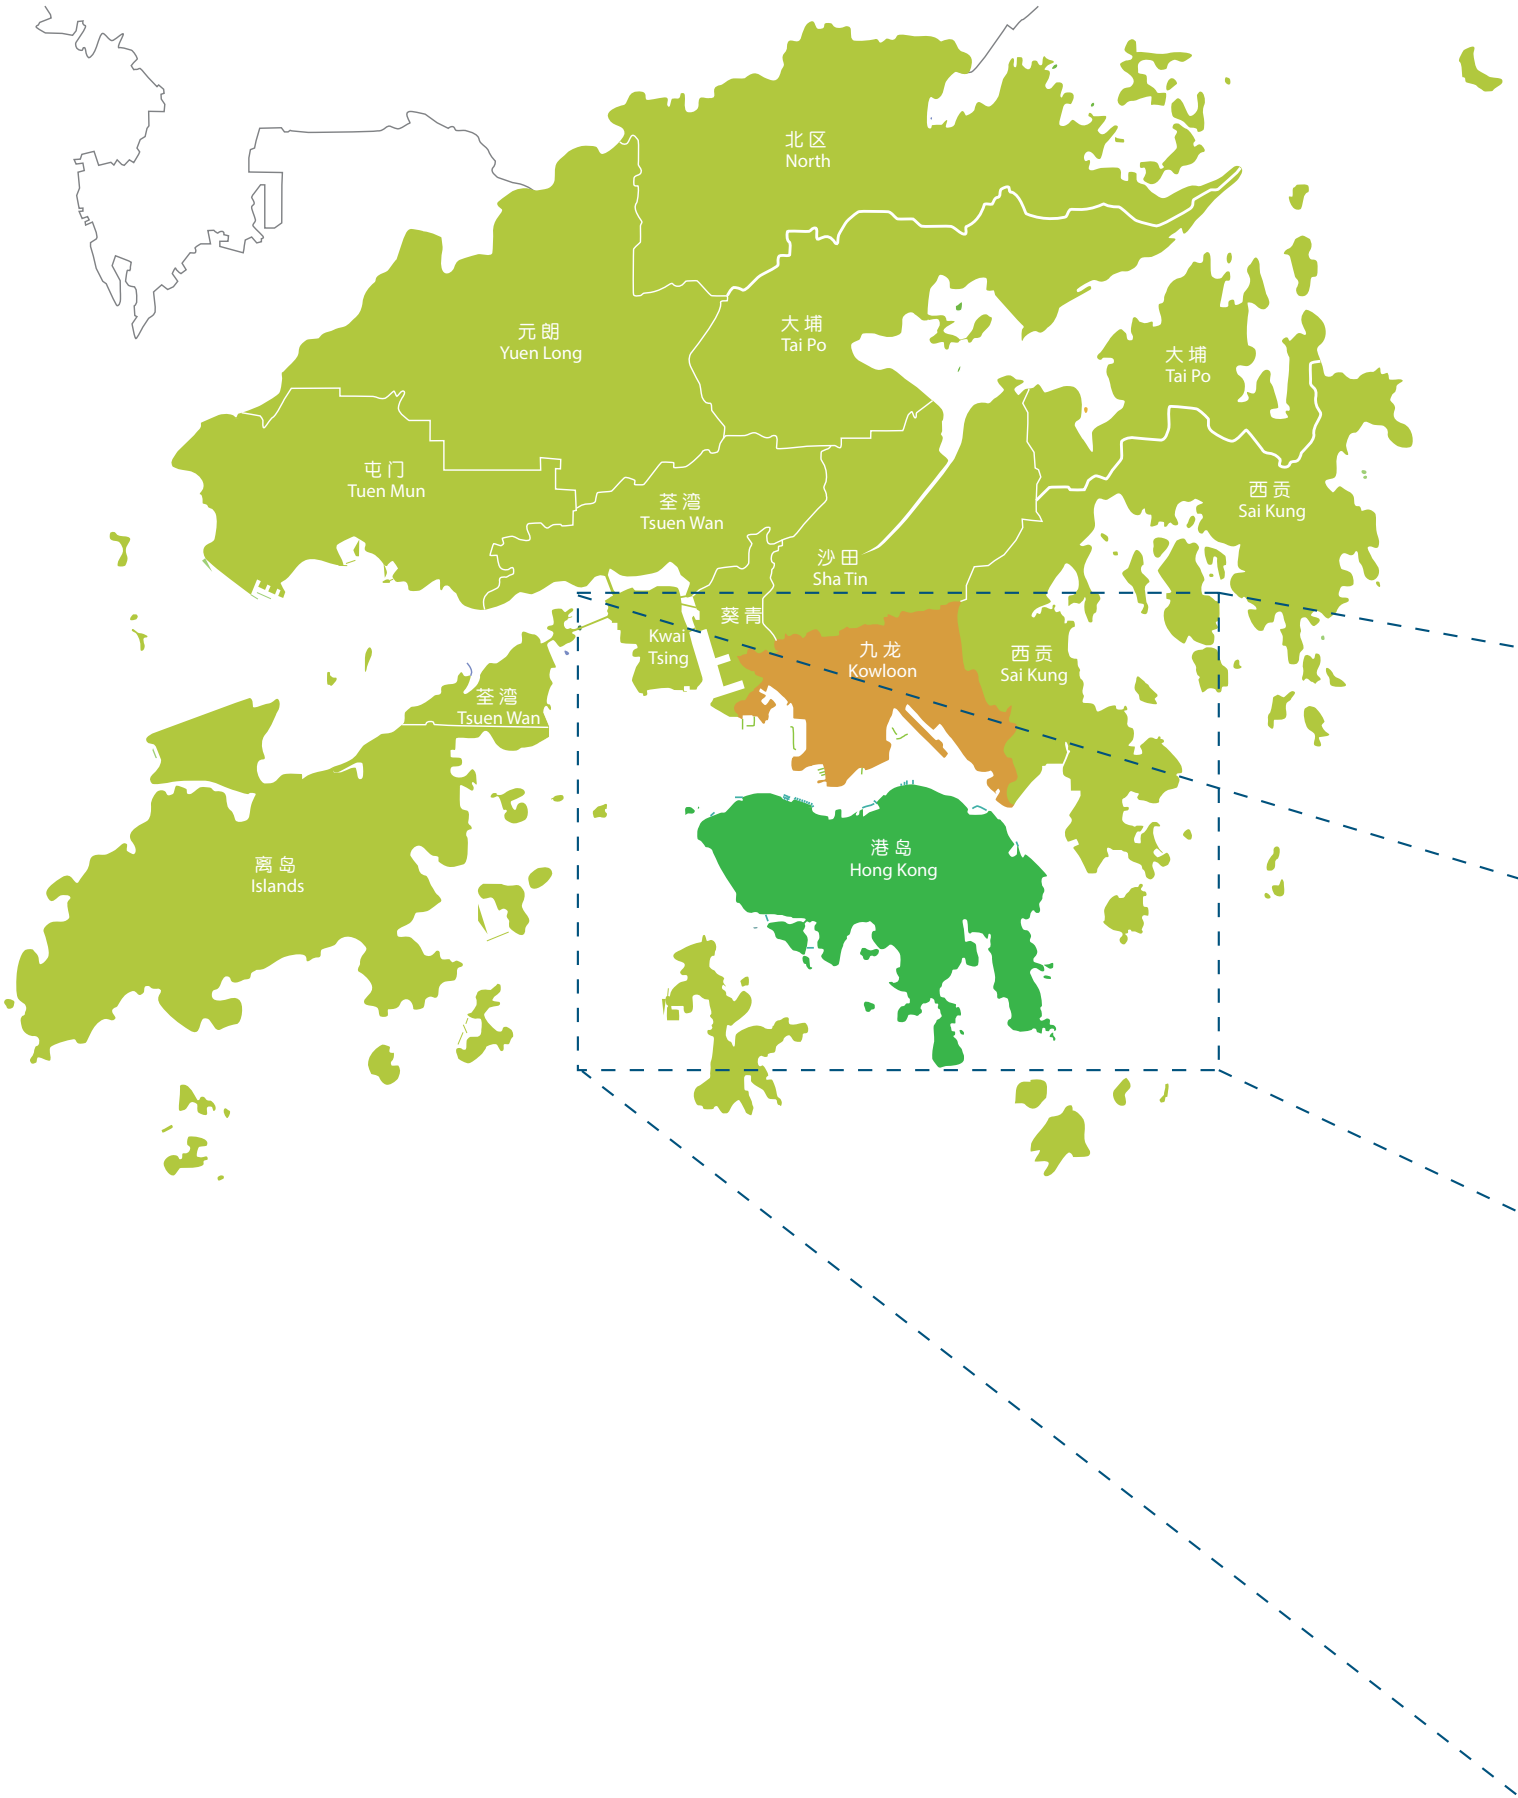 北区
North
元朗
Yuen Long
大埔
Tai Po
大埔
Tai Po
屯门
Tuen Mun
荃湾
Tsuen Wan
西贡
Sai Kung
沙田
Sha Tin
葵青
Kwai
Tsing
九龙
Kowloon
西贡
Sai Kung
荃湾
Tsuen Wan
港岛
Hong Kong
离岛
Islands